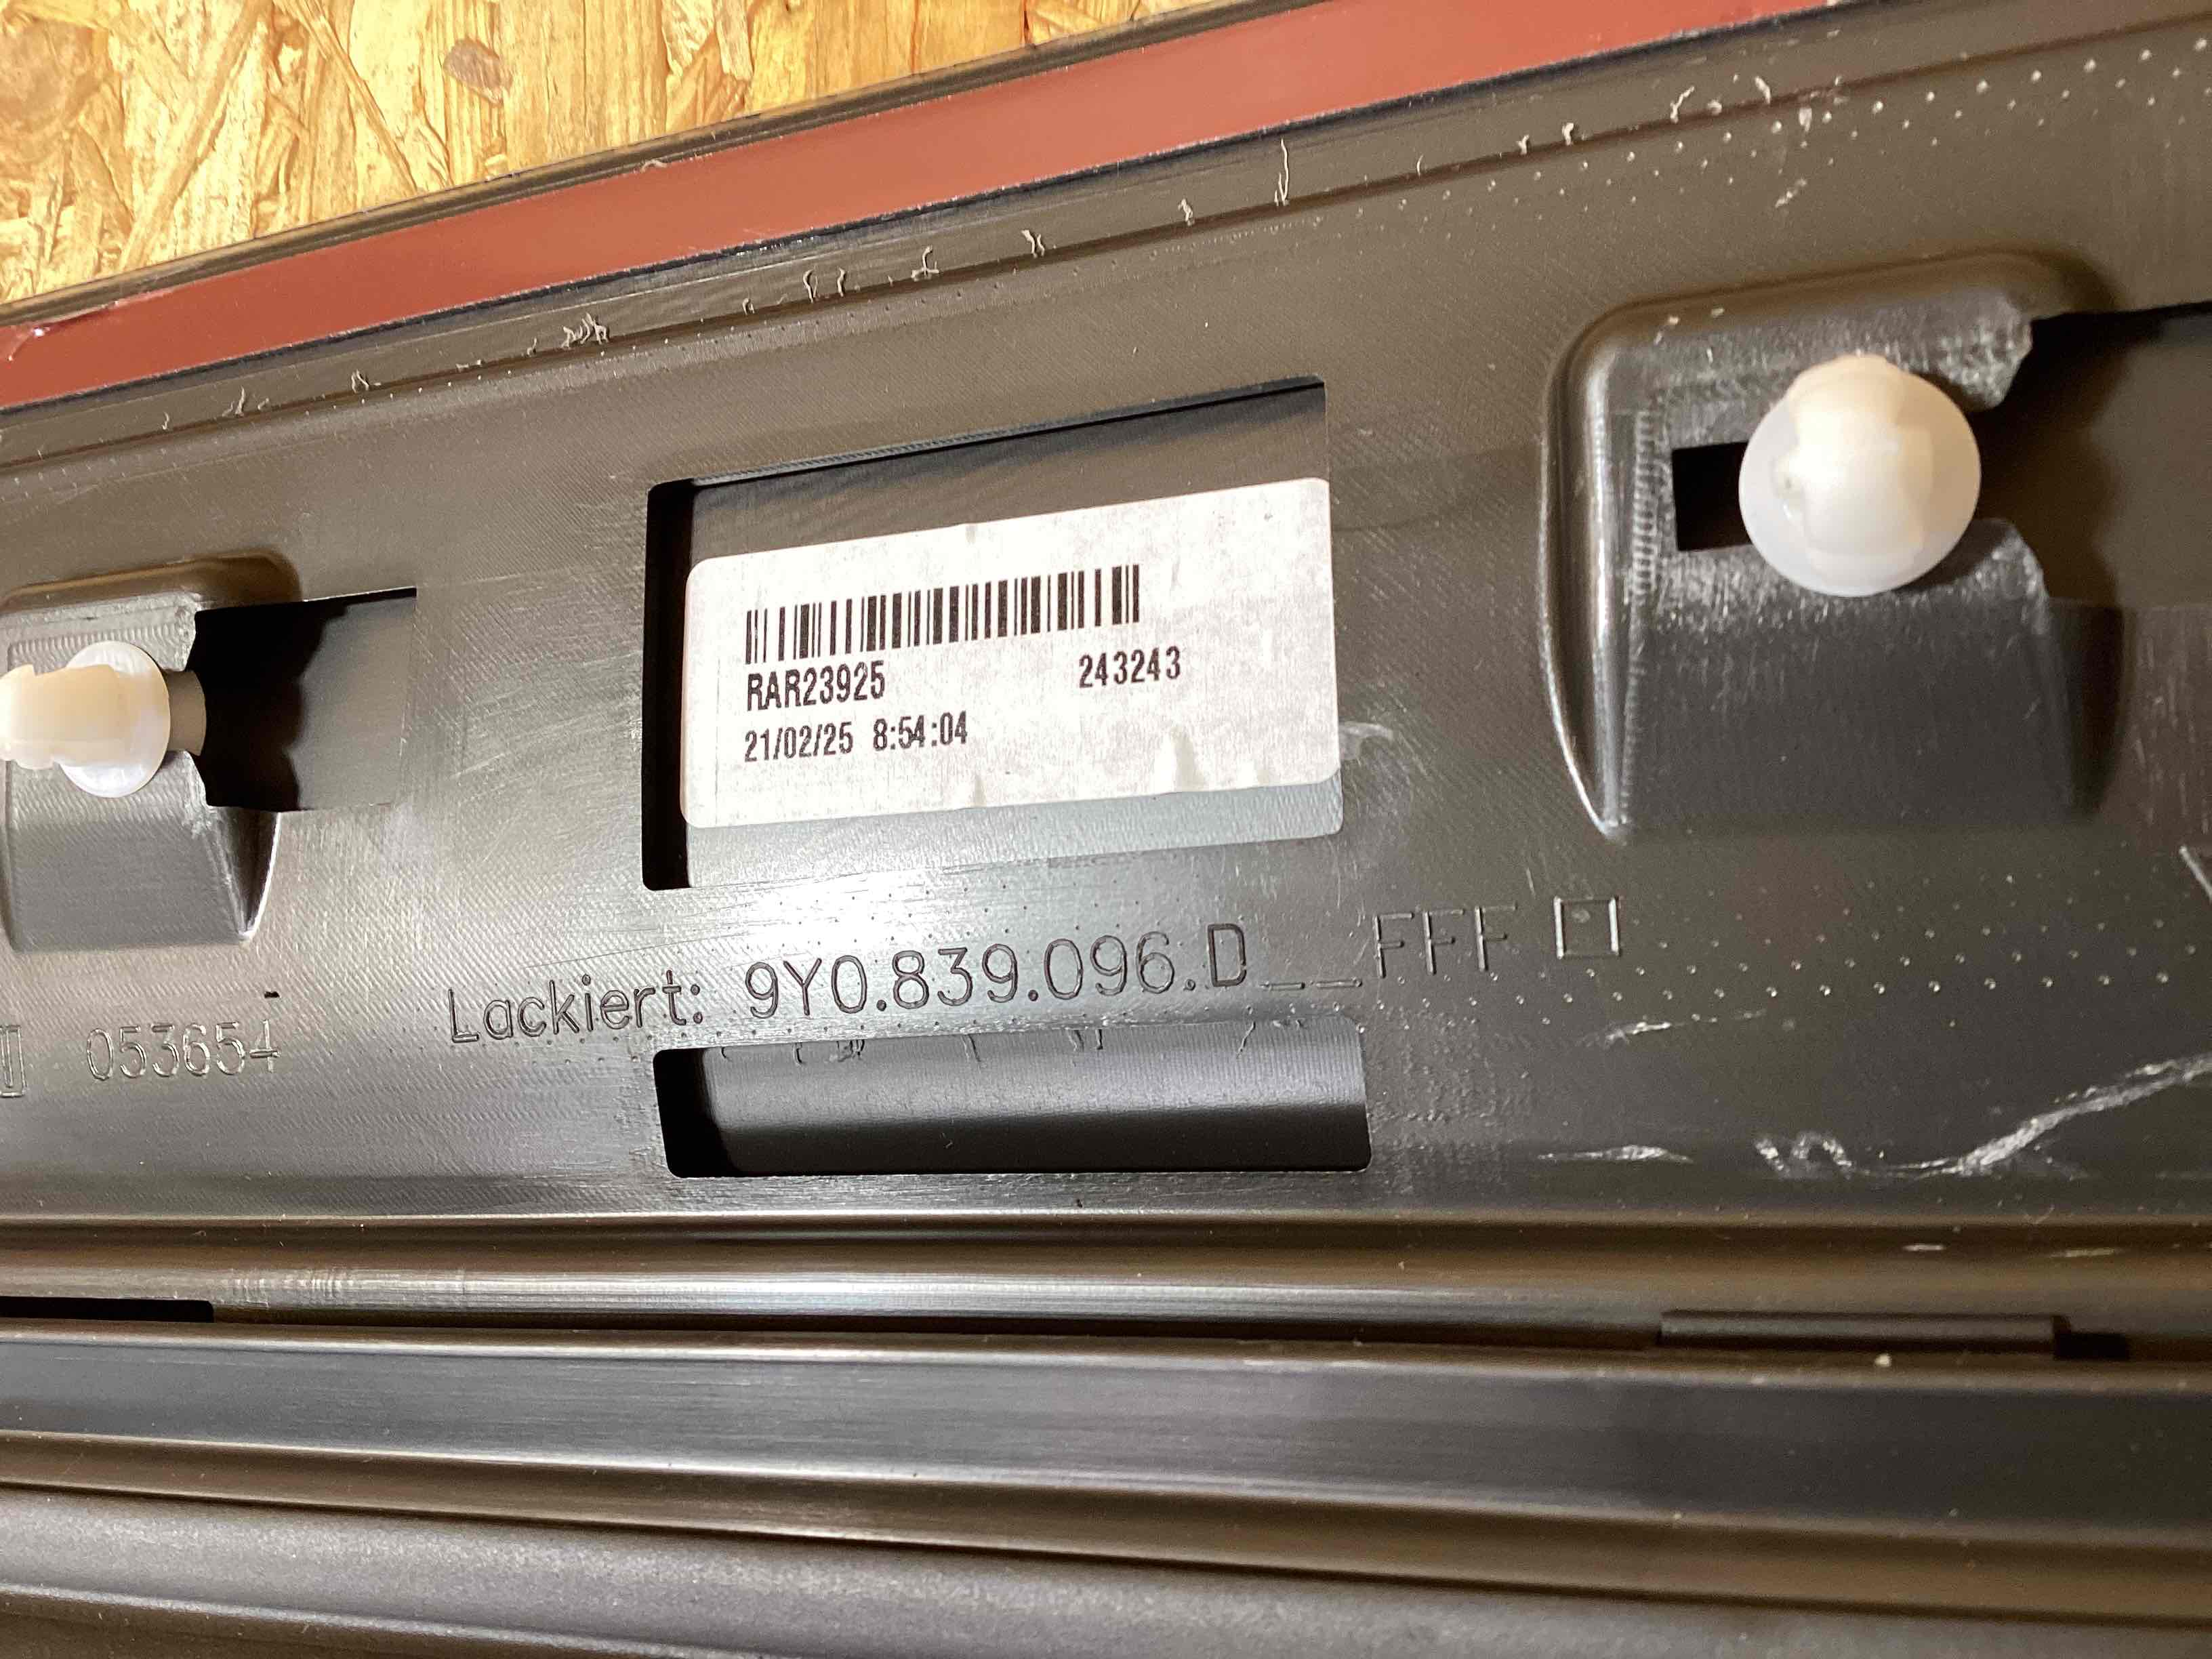 RAR23925 243243
21/02/25 8:54:04
Lackiert: 9Y0.839.096.D__FFF
053654